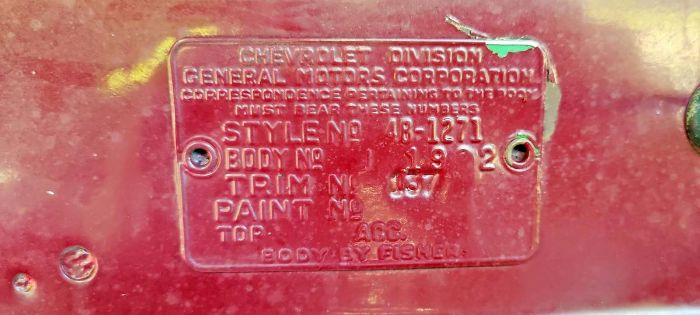 CHEVROLET DIVISION
GENERAL MOTORS CORPORATION
CORRESPONDENCE PERTAINING TO THE BODY
MUST BEAR THESE NUMBERS
STYLE NO 48-1271
BODY NO
TRIM NO 137
PAINT NO
TOP ACC.
BODY BY FISHER